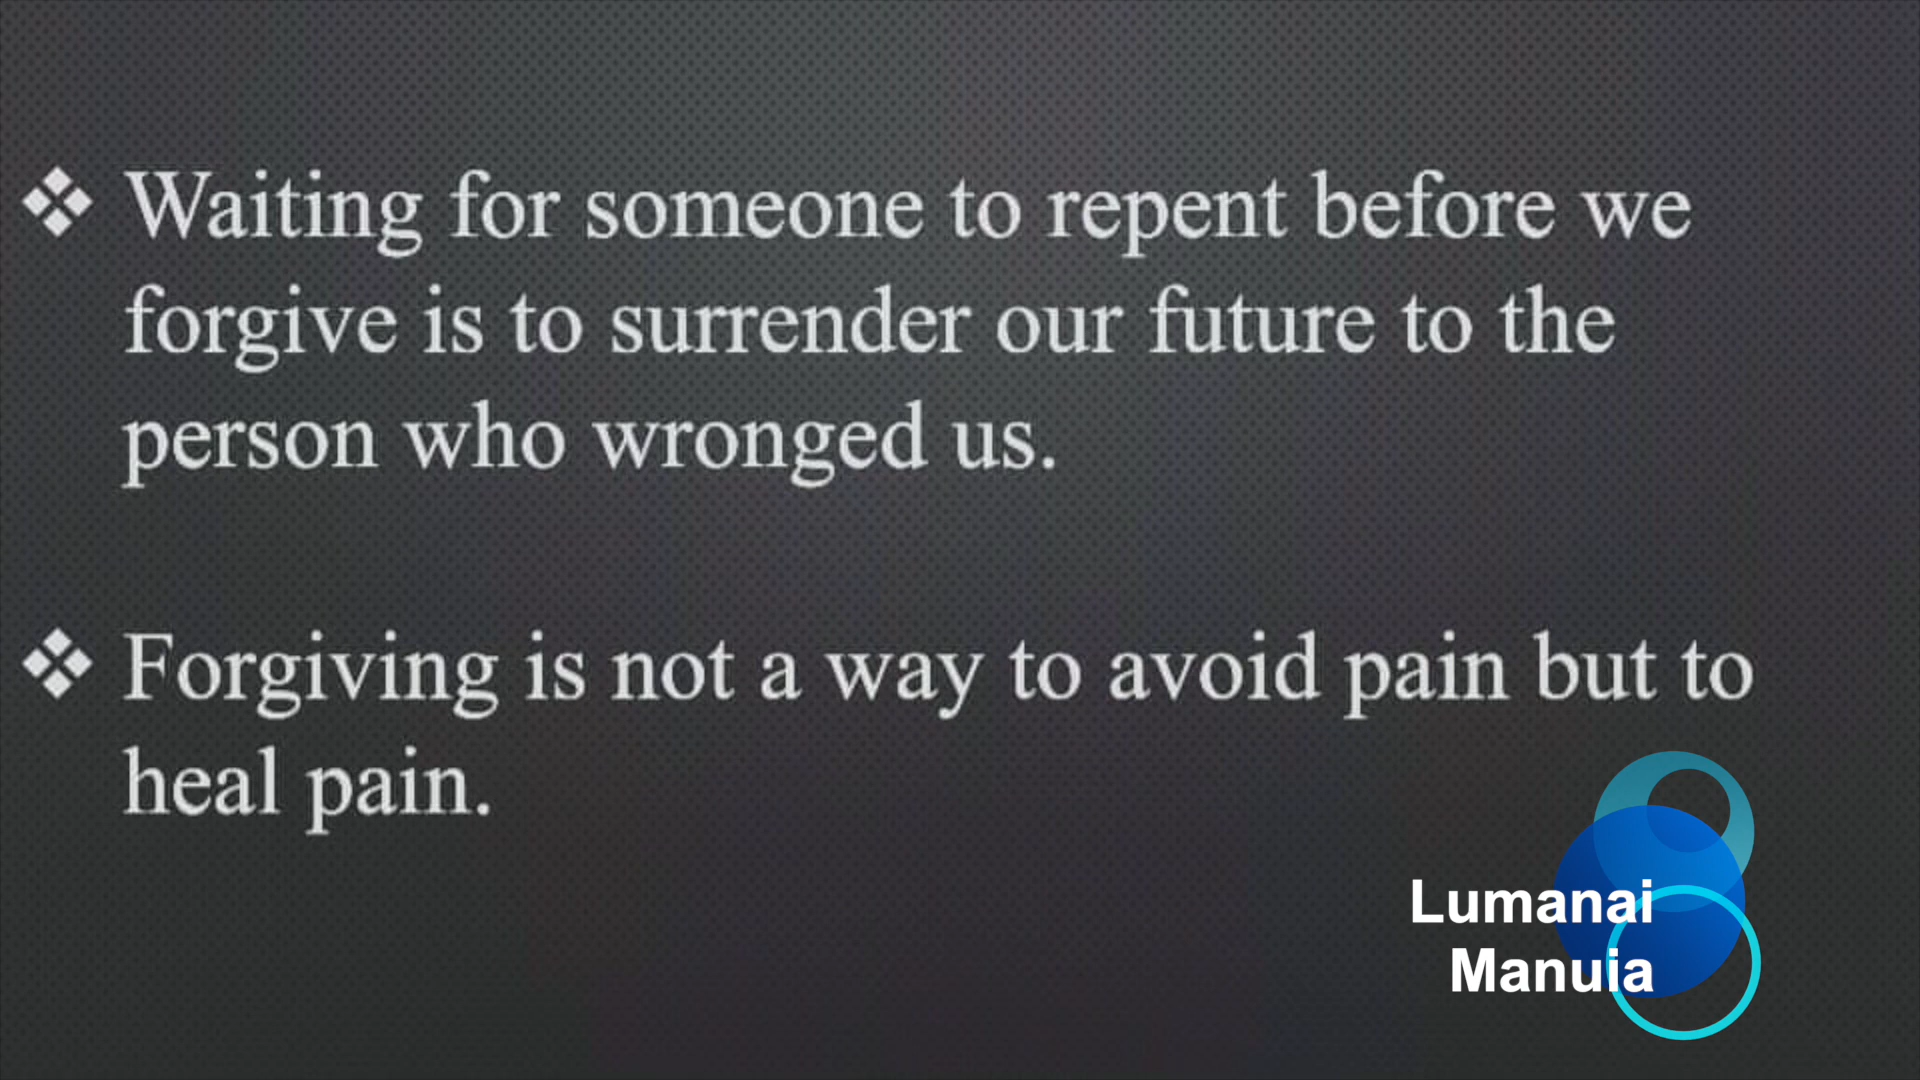 ❖ Waiting for someone to repent before we
forgive is to surrender our future to the
person who wronged us.
❖ Forgiving is not a way to avoid pain but to
heal pain.
Lumanai
Manuia